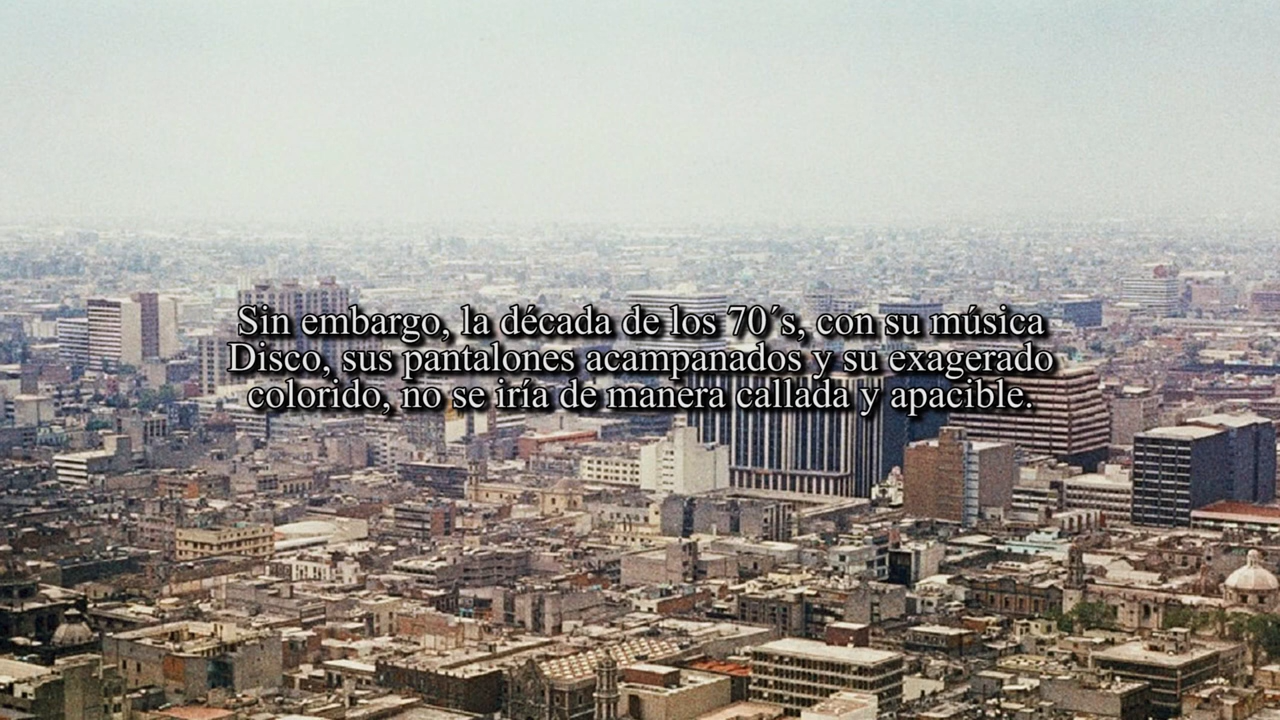 Sin embargo, la década de los 70´s, con su música
Disco, sus pantalones acampanados y su exagerado
colorido, no se iría de manera callada y apacible.